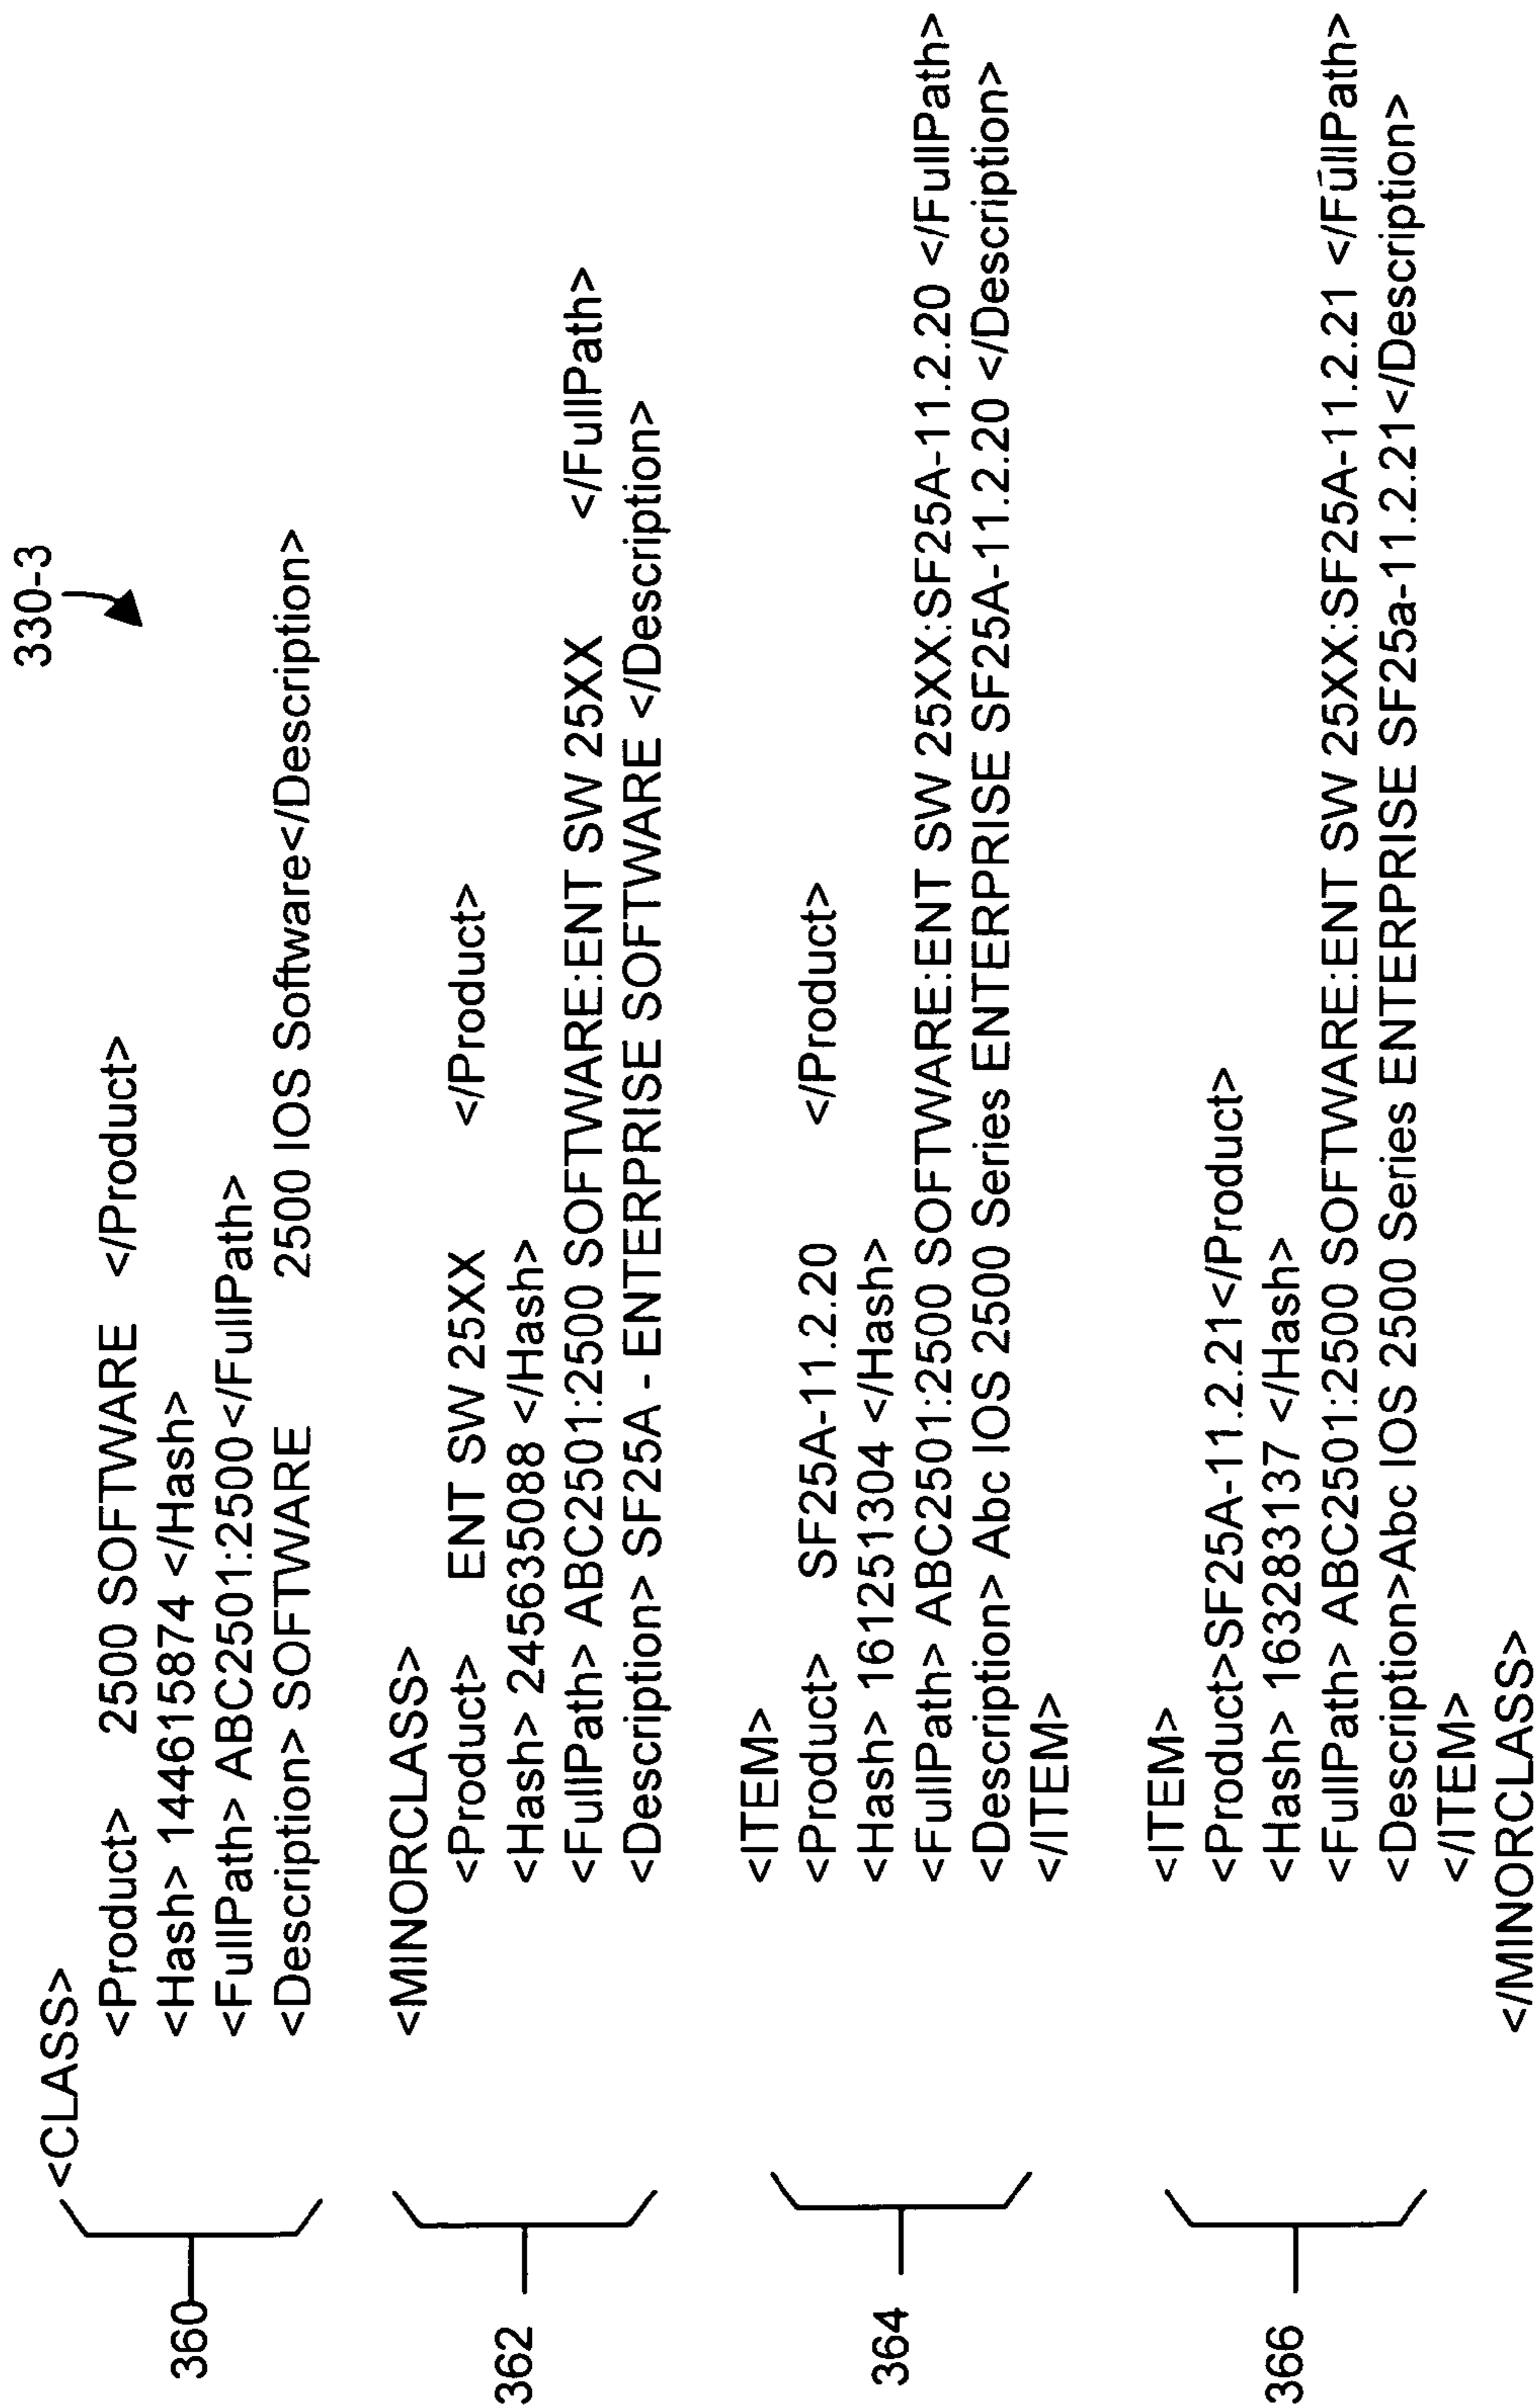 330-3
<CLASS>
360
<Product> 2500 SOFTWARE </Product>
<Hash> 144615874 </Hash>
<FullPath> ABC2501:2500 </FullPath>
<Description> SOFTWARE 2500 IOS Software</Description>
362
<MINORCLASS>
<Product> ENT SW 25XX </Product>
<Hash> 245635088 </Hash>
<FullPath> ABC2501:2500 SOFTWARE:ENT SW 25XX </FullPath>
<Description> SF25A - ENTERPRISE SOFTWARE </Description>
364
<ITEM>
<Product> SF25A-11.2.20 </Product>
<Hash> 161251304 </Hash>
<FullPath> ABC2501:2500 SOFTWARE:ENT SW 25XX:SF25A-11.2.20 </FullPath>
<Description> Abc IOS 2500 Series ENTERPRISE SF25A-11.2.20 </Description>
</ITEM>
366
<ITEM>
<Product>SF25A-11.2.21</Product>
<Hash> 163283137 </Hash>
<FullPath> ABC2501:2500 SOFTWARE:ENT SW 25XX:SF25A-11.2.21 </FullPath>
<Description>Abc IOS 2500 Series ENTERPRISE SF25a-11.2.21</Description>
</ITEM>
</MINORCLASS>